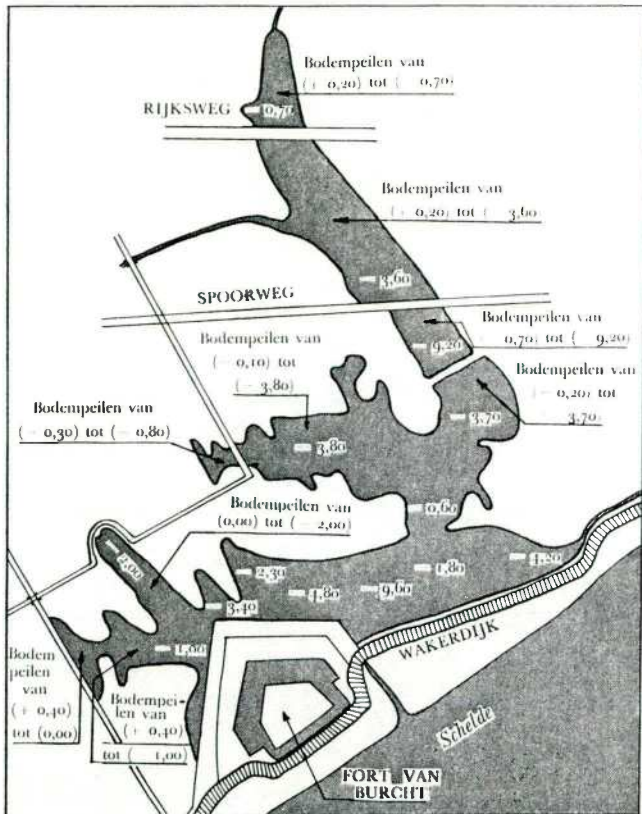 Bodempeilen van
(+ 0,20) tot (— 0,70)
RIJKSWEG
— 0,70
Bodempeilen van
(+ 0,20) tot (— 3,60
— 3,60
SPOORWEG
Bodempeilen van
0,70) tot (— 9,20)
— 9,20
Bodempeilen van
(— 0,10) tot
(— 3,80)
Bodempeilen van
(— 0,20) tot
3,70)
— 3,70
Bodempeilen van
(— 0,30) tot (— 0,80)
— 3,80
Bodempeilen van
(0,00) tot (— 2,00)
— 0,60
— 2,00
— 2,30
— 4,80
— 9,60
— 1,80
— 4,20
— 3,40
— 1,00
WAKERDIJK
Bodem
peilen
van
(+ 0,40)
tot (0,00)
Bodempei-
len van
(+ 0,40)
tot (— 1,00)
Schelde
FORT VAN
BURCHT